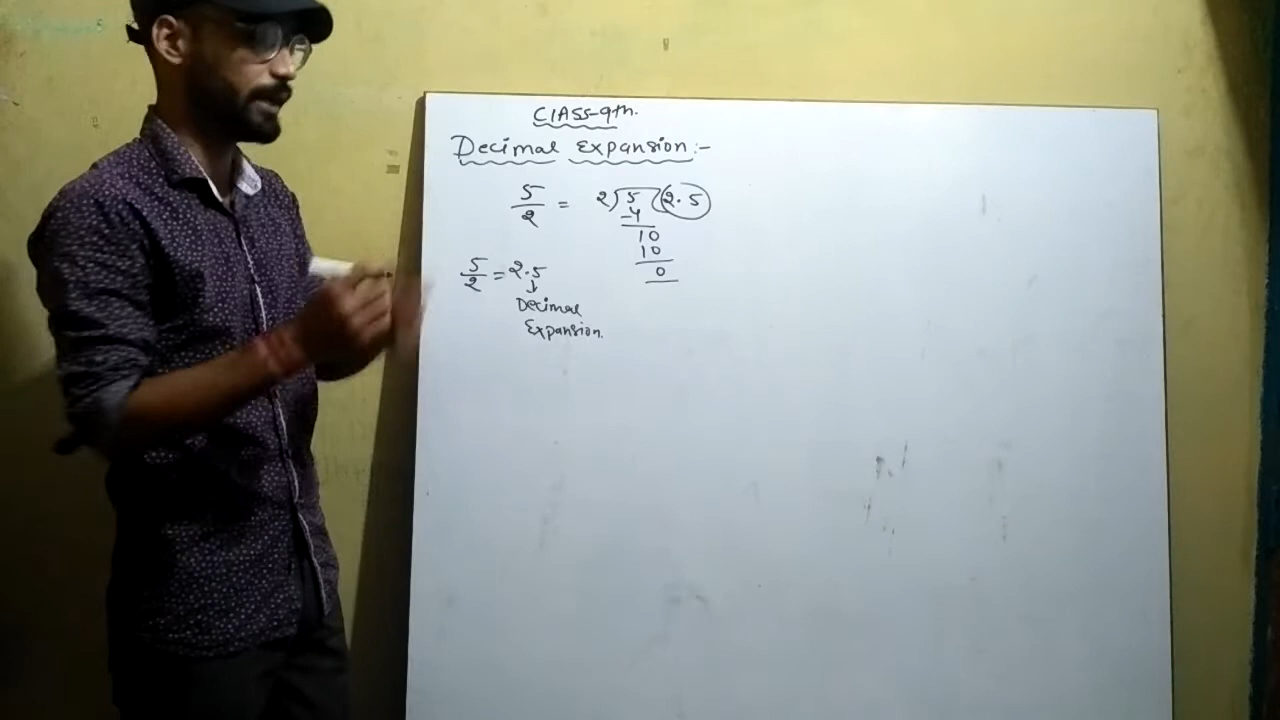 CLASS-9th.
Decimal Expansion:-
5/2 = 2)5(2.5
-4
10
10
0
5/2 = 2.5
↓
Decimal
Expansion.